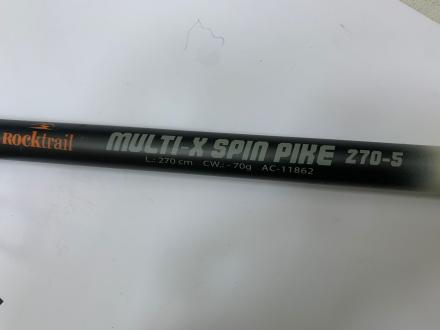 Rocktrail MULTI-X SPIN PIKE 270-5
L.: 270 cm CW.: - 70g AC-11862